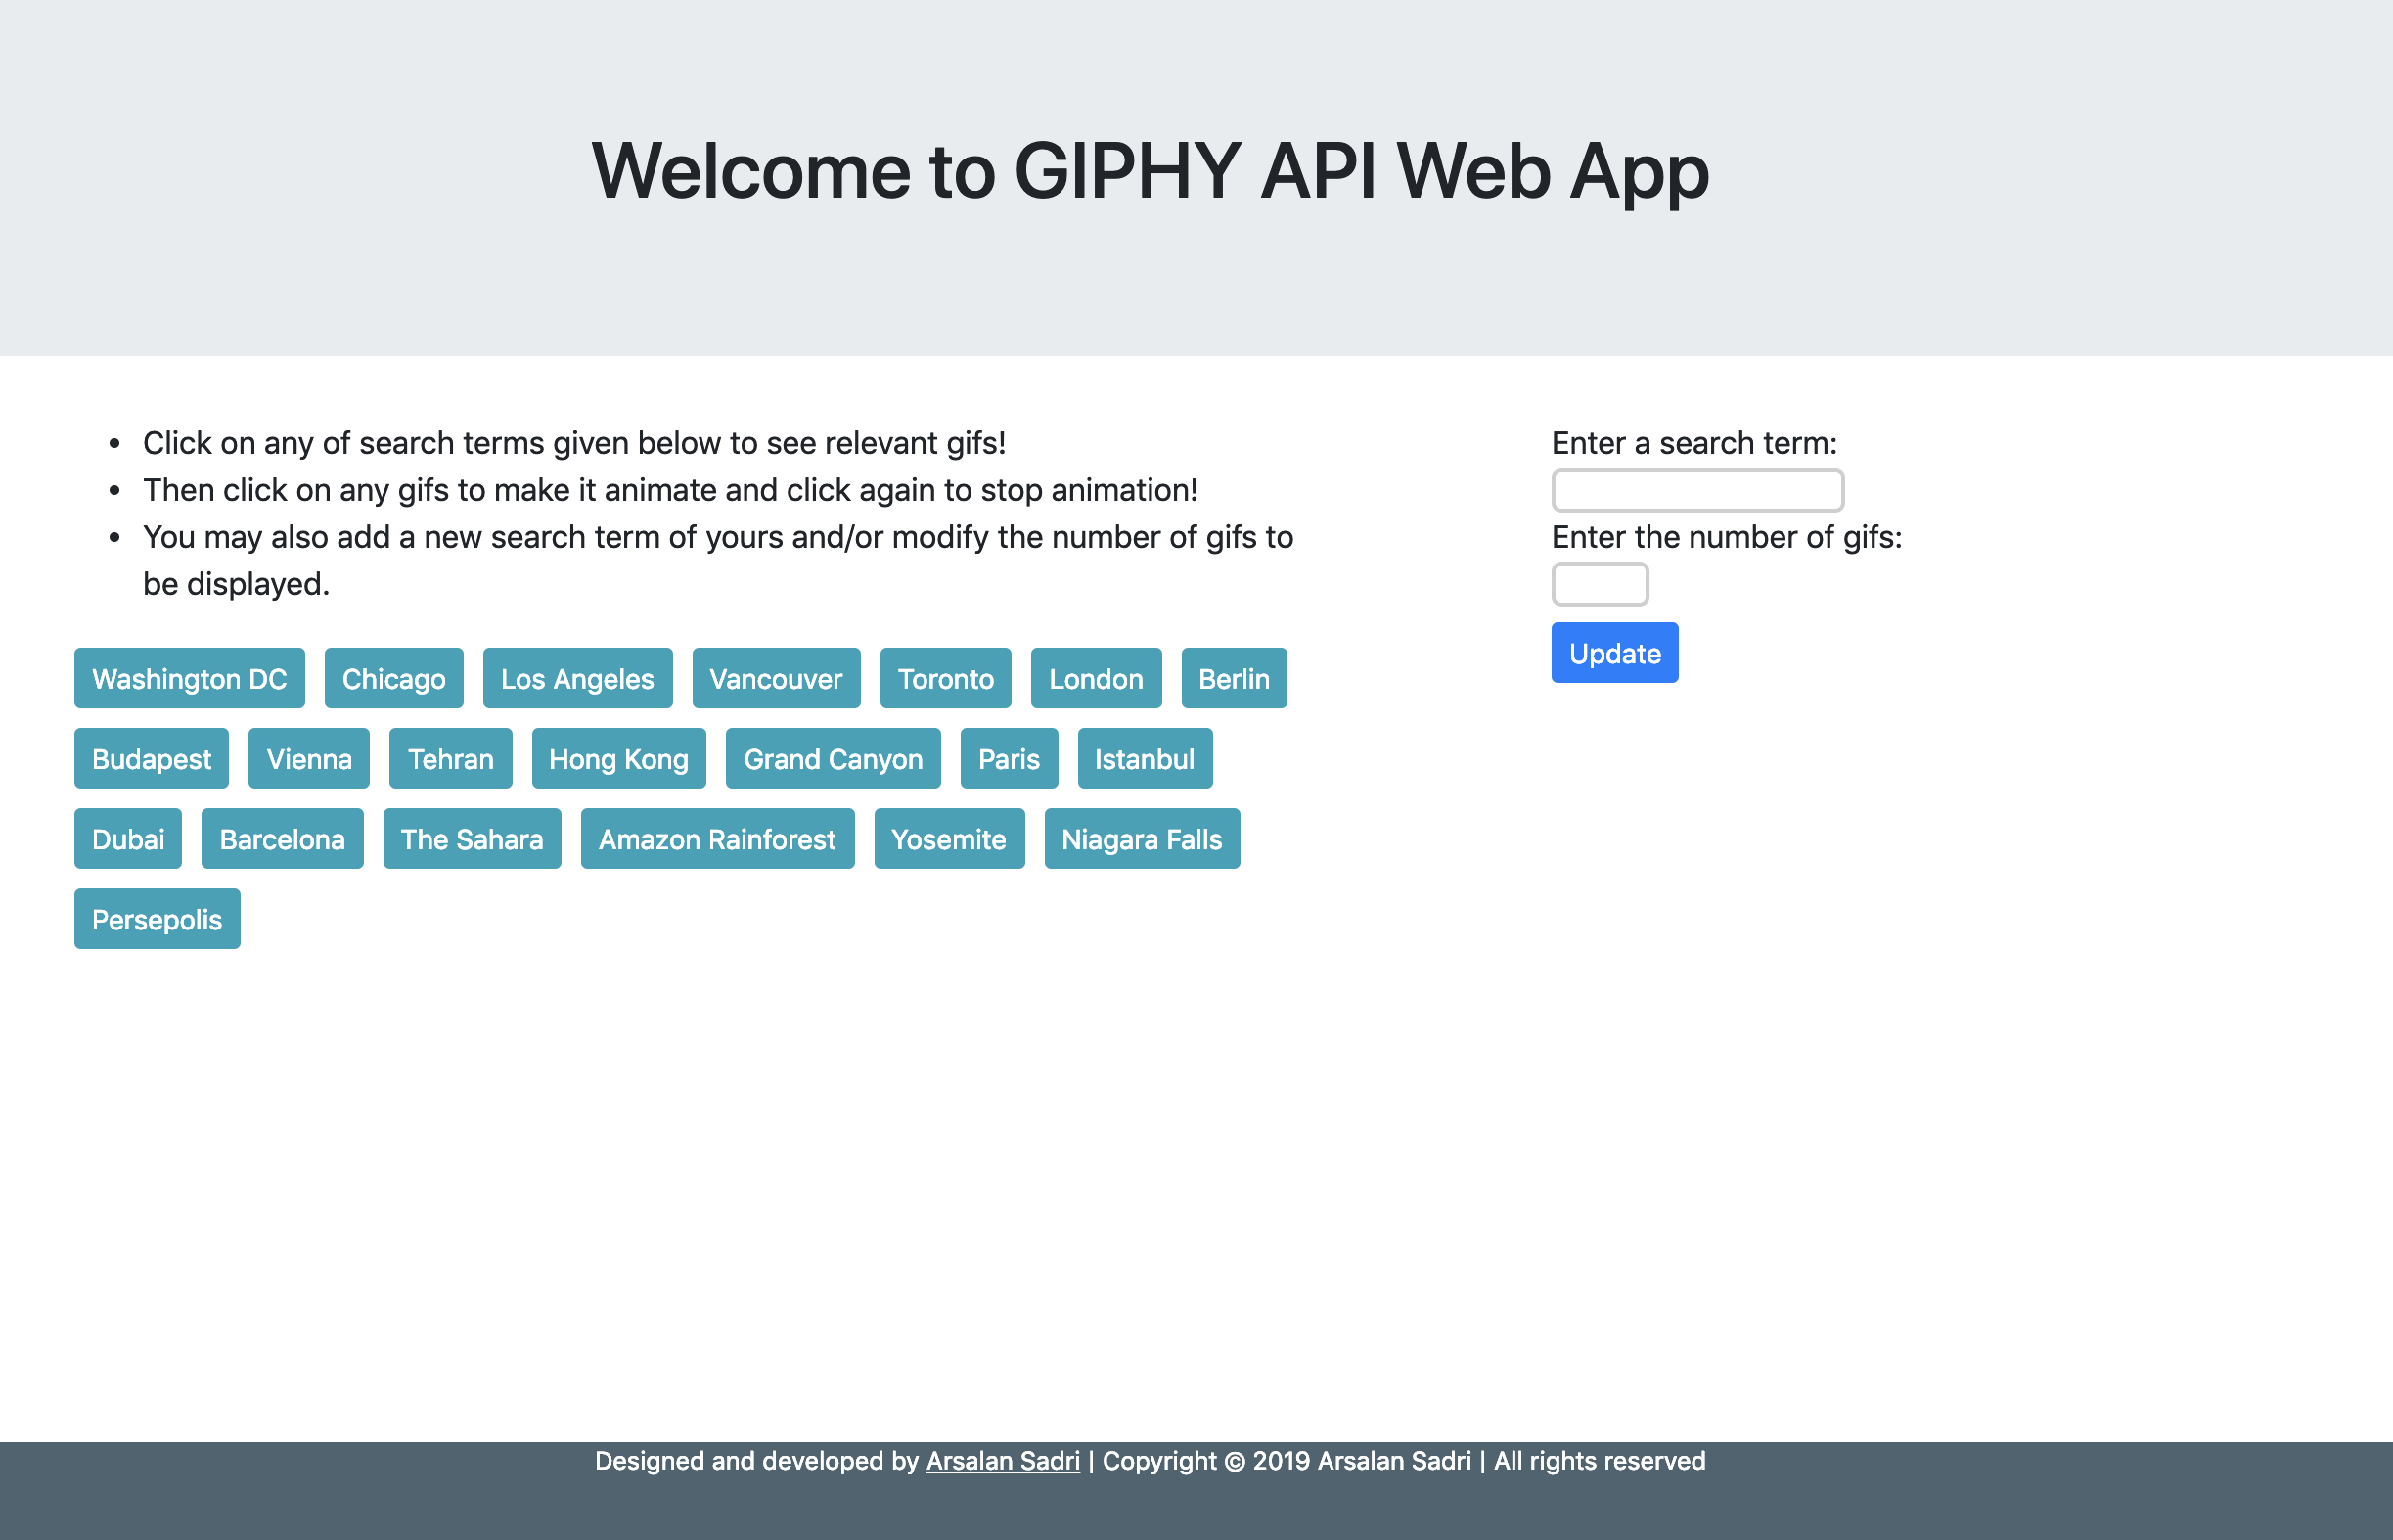 Welcome to GIPHY API Web App
• Click on any of search terms given below to see relevant gifs!
• Then click on any gifs to make it animate and click again to stop animation!
• You may also add a new search term of yours and/or modify the number of gifs to
be displayed.
Washington DC Chicago Los Angeles Vancouver Toronto London Berlin
Budapest Vienna Tehran Hong Kong Grand Canyon Paris Istanbul
Dubai Barcelona The Sahara Amazon Rainforest Yosemite Niagara Falls
Persepolis
Enter a search term:
Enter the number of gifs:
Update
Designed and developed by Arsalan Sadri | Copyright © 2019 Arsalan Sadri | All rights reserved